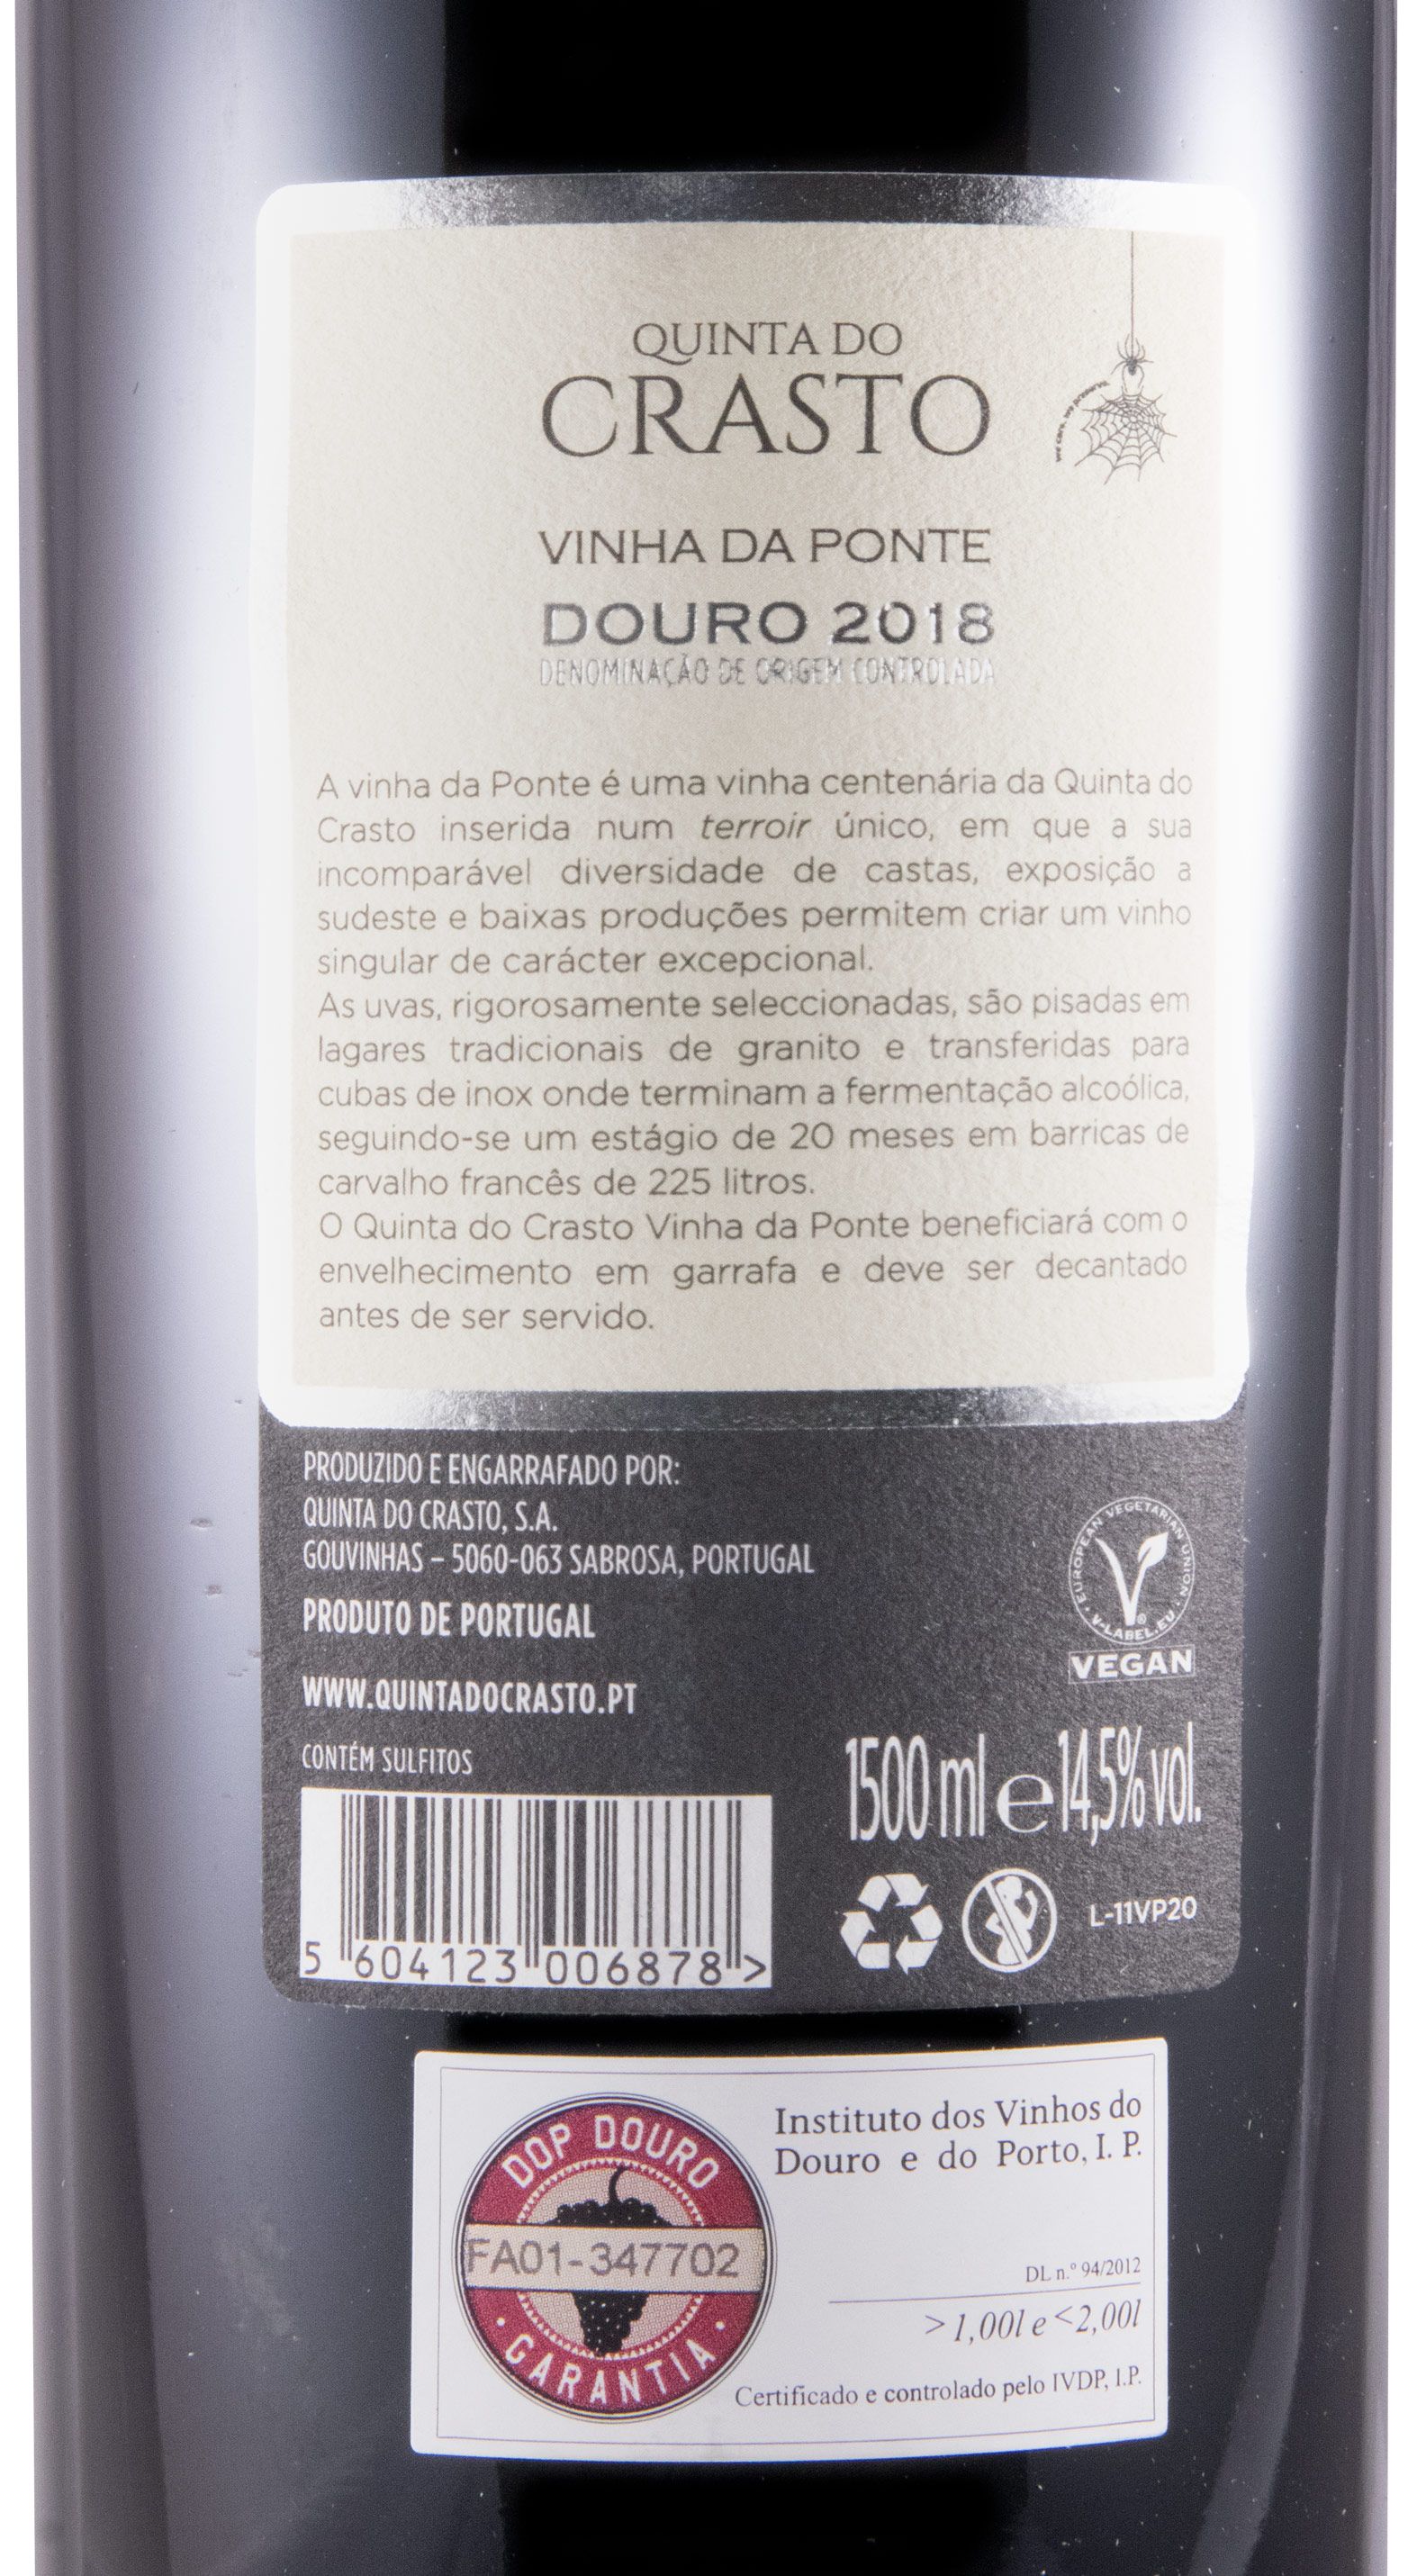 QUINTA DO
CRASTO
we care. we preserve.
VINHA DA PONTE
DOURO 2018
DENOMINAÇÃO DE ORIGEM CONTROLADA
A vinha da Ponte é uma vinha centenária da Quinta do
Crasto inserida num terroir único, em que a sua
incomparável diversidade de castas, exposição a
sudeste e baixas produções permitem criar um vinho
singular de carácter excepcional.
As uvas, rigorosamente seleccionadas, são pisadas em
lagares tradicionais de granito e transferidas para
cubas de inox onde terminam a fermentação alcoólica,
seguindo-se um estágio de 20 meses em barricas de
carvalho francês de 225 litros.
O Quinta do Crasto Vinha da Ponte beneficiará com o
envelhecimento em garrafa e deve ser decantado
antes de ser servido.
PRODUZIDO E ENGARRAFADO POR:
QUINTA DO CRASTO, S.A.
GOUVINHAS – 5060-063 SABROSA, PORTUGAL
PRODUTO DE PORTUGAL
WWW.QUINTADOCRASTO.PT
CONTÉM SULFITOS
EUROPEAN VEGETARIAN UNION
V-LABEL.EU
VEGAN
1500 ml e 14,5% vol.
L-11VP20
5 604123 006878 >
DOP DOURO
FA01-347702
GARANTIA
Instituto dos Vinhos do
Douro e do Porto, I. P.
DL n.º 94/2012
>1,00l e <2,00l
Certificado e controlado pelo IVDP, I.P.